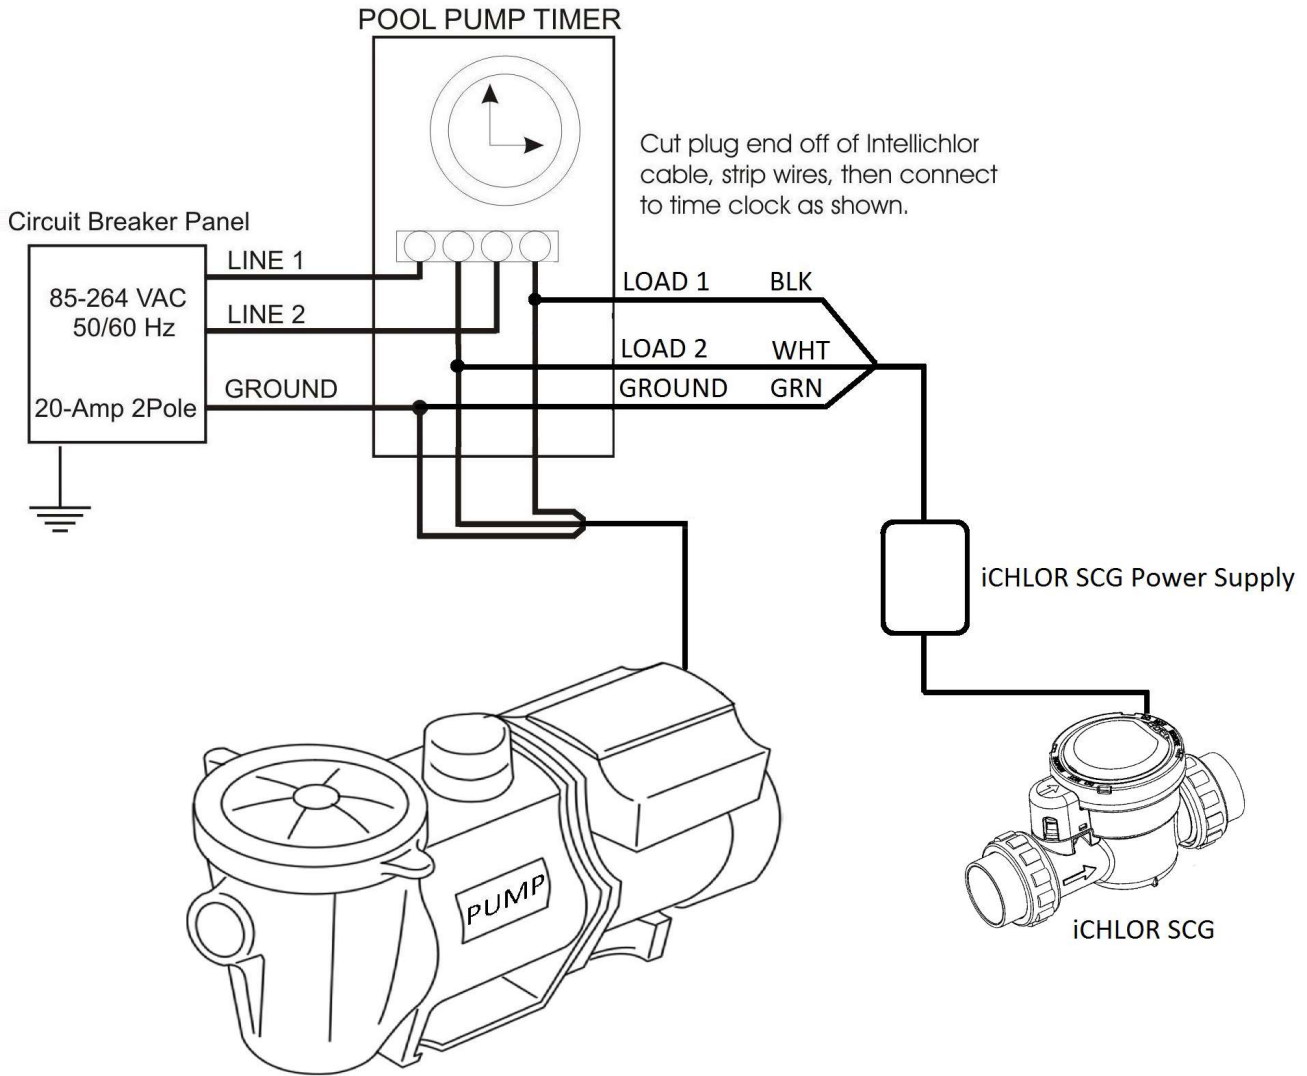 POOL PUMP TIMER
Cut plug end off of Intellichlor
cable, strip wires, then connect
to time clock as shown.
Circuit Breaker Panel
85-264 VAC
50/60 Hz
20-Amp 2Pole
LINE 1
LINE 2
GROUND
LOAD 1 BLK
LOAD 2 WHT
GROUND GRN
iCHLOR SCG Power Supply
PUMP
iCHLOR SCG